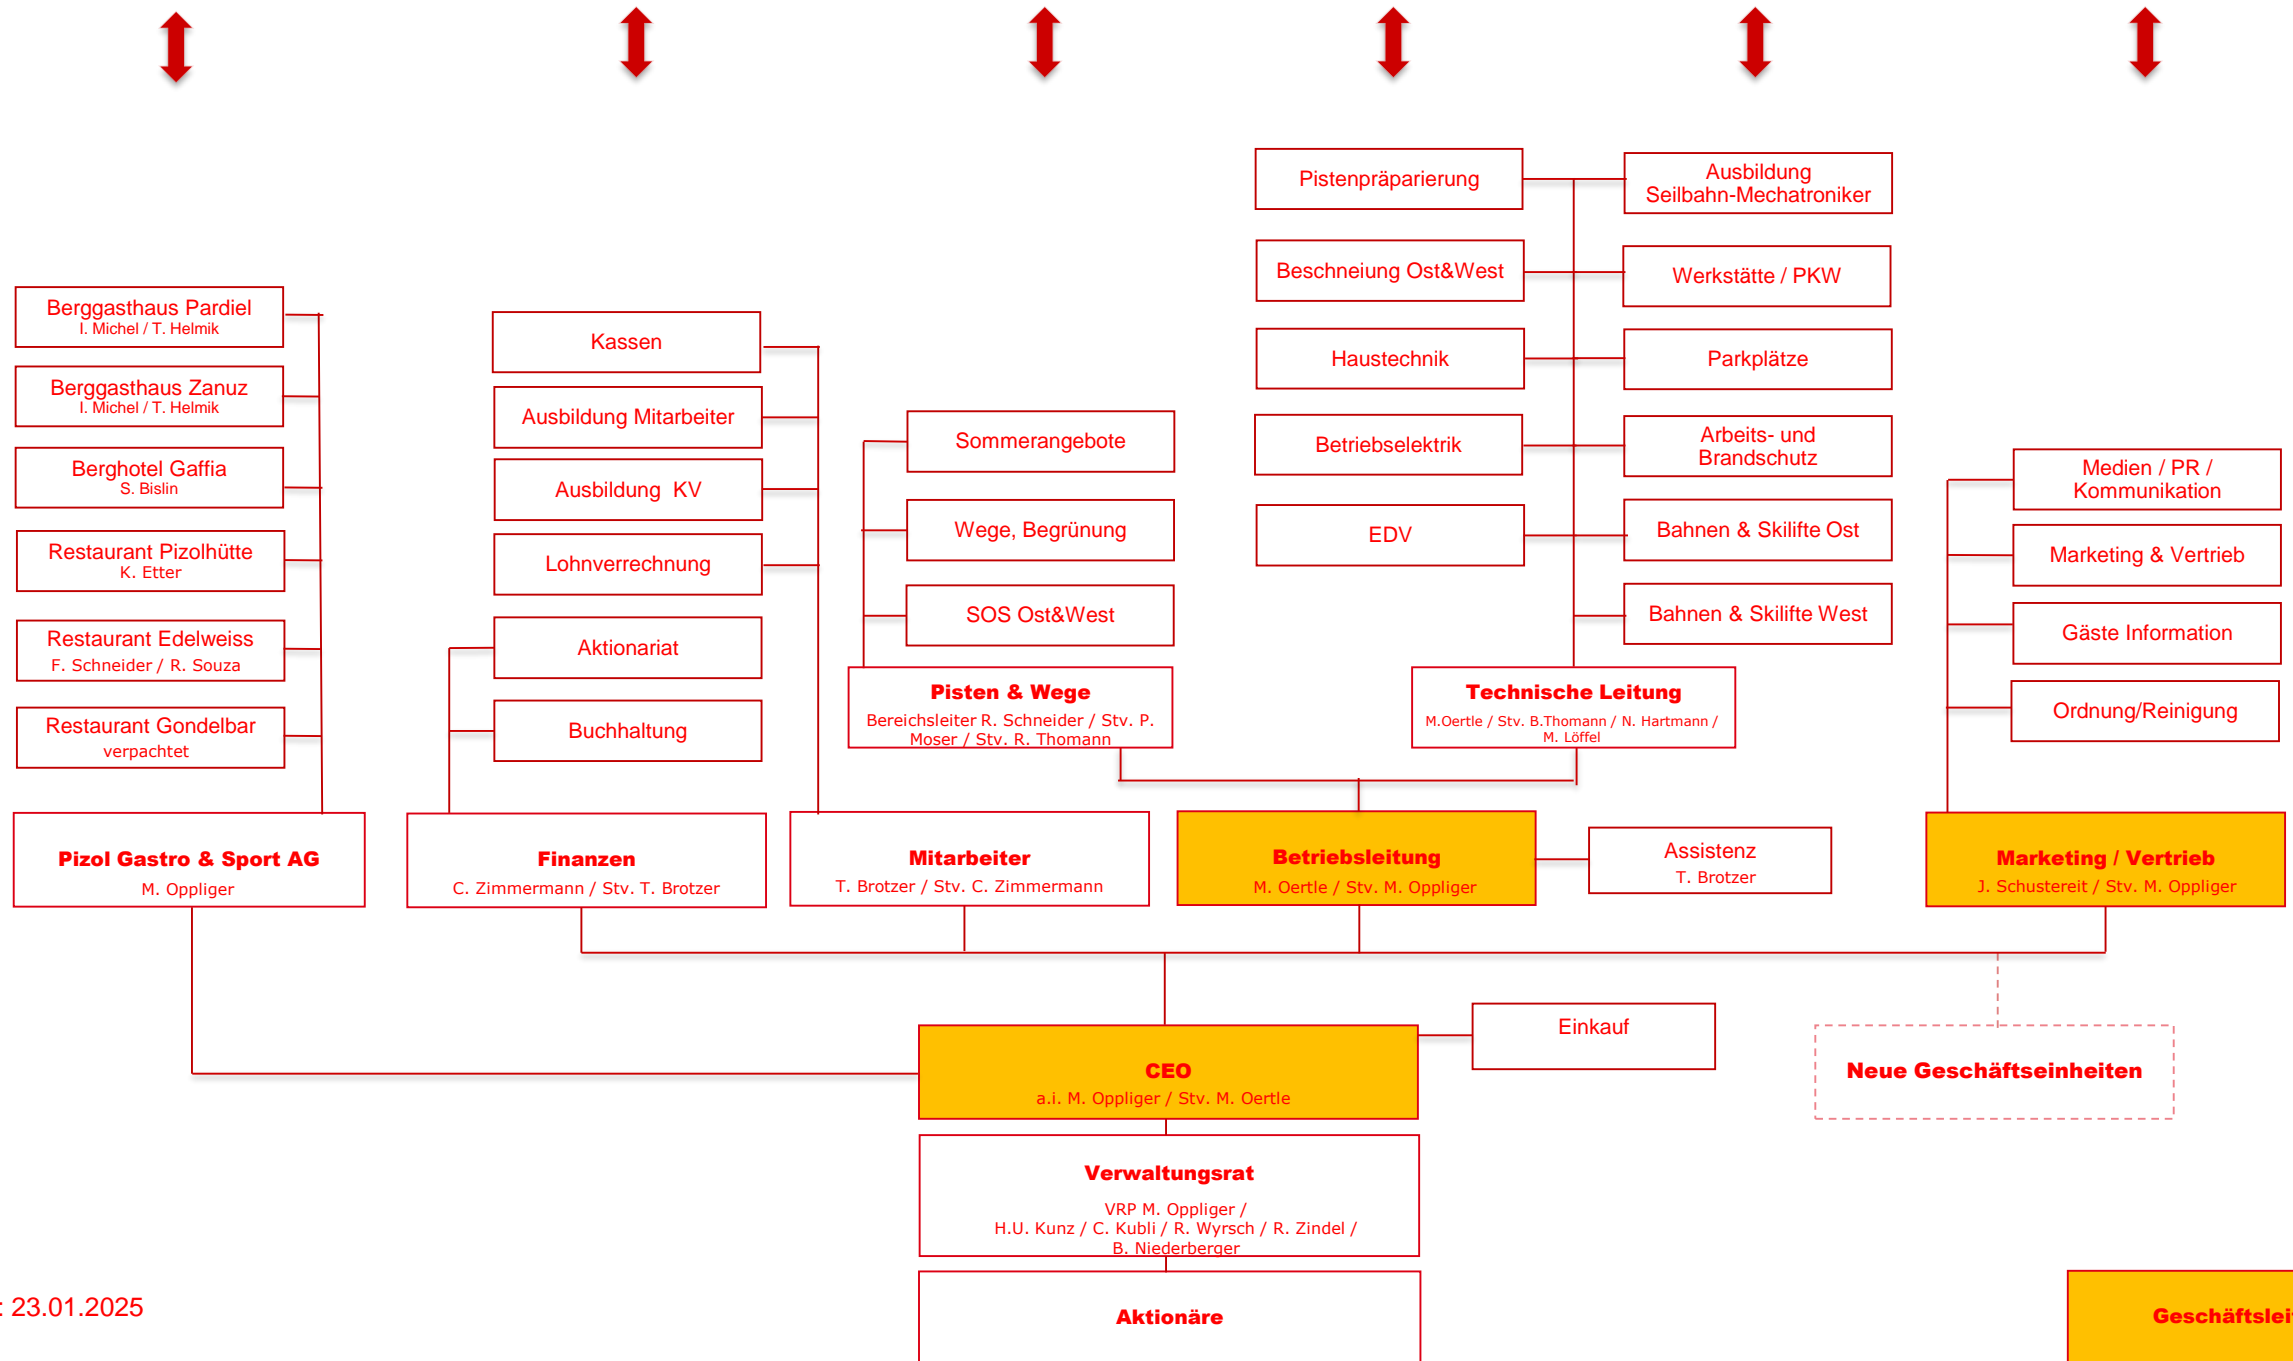 Pistenpräparierung
Ausbildung
Seilbahn-Mechatroniker
Beschneiung Ost&West
Werkstätte / PKW
Berggasthaus Pardiel
I. Michel / T. Helmik
Kassen
Haustechnik
Parkplätze
Berggasthaus Zanuz
I. Michel / T. Helmik
Ausbildung Mitarbeiter
Sommerangebote
Betriebselektrik
Arbeits- und
Brandschutz
Berghotel Gaffia
S. Bislin
Ausbildung  KV
Medien / PR /
Kommunikation
Wege, Begrünung
EDV
Bahnen & Skilifte Ost
Restaurant Pizolhütte
K. Etter
Lohnverrechnung
Marketing & Vertrieb
SOS Ost&West
Bahnen & Skilifte West
Restaurant Edelweiss
F. Schneider / R. Souza
Aktionariat
Gäste Information
Pisten & Wege
Bereichsleiter R. Schneider / Stv. P.
Moser / Stv. R. Thomann
Technische Leitung
M.Oertle / Stv. B.Thomann / N. Hartmann /
M. Löffel
Restaurant Gondelbar
verpachtet
Buchhaltung
Ordnung/Reinigung
Pizol Gastro & Sport AG
M. Oppliger
Finanzen
C. Zimmermann / Stv. T. Brotzer
Mitarbeiter
T. Brotzer / Stv. C. Zimmermann
Betriebsleitung
M. Oertle / Stv. M. Oppliger
Assistenz
T. Brotzer
Marketing / Vertrieb
J. Schustereit / Stv. M. Oppliger
Einkauf
CEO
a.i. M. Oppliger / Stv. M. Oertle
Neue Geschäftseinheiten
Verwaltungsrat
VRP M. Oppliger /
H.U. Kunz / C. Kubli / R. Wyrsch / R. Zindel /
B. Niederberger
: 23.01.2025
Aktionäre
Geschäftslei